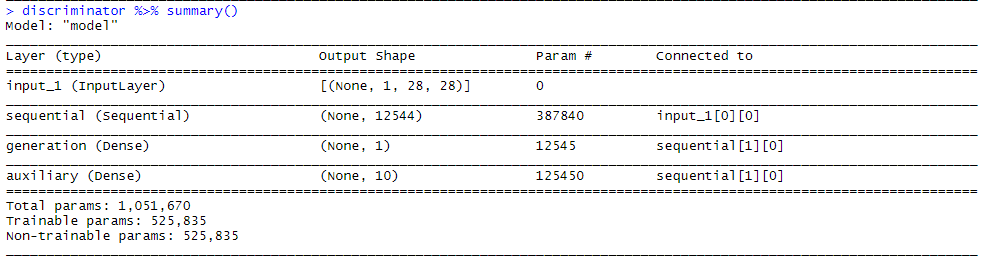 > discriminator %>% summary()
Model: "model"
Layer (type) Output Shape Param # Connected to
input_1 (InputLayer) [(None, 1, 28, 28)] 0
sequential (Sequential) (None, 12544) 387840 input_1[0][0]
generation (Dense) (None, 1) 12545 sequential[1][0]
auxiliary (Dense) (None, 10) 125450 sequential[1][0]
Total params: 1,051,670
Trainable params: 525,835
Non-trainable params: 525,835